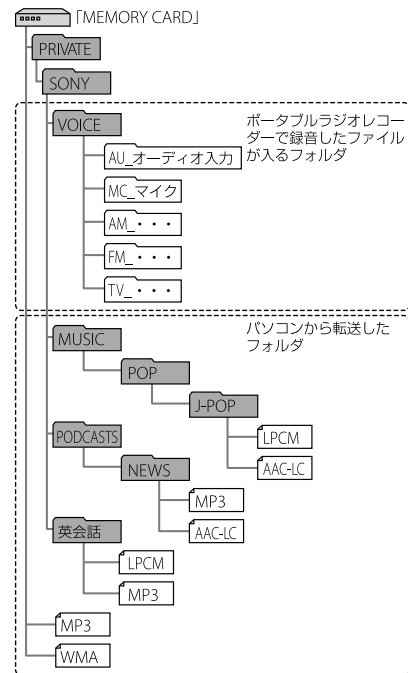 「MEMORY CARD」
PRIVATE
SONY
VOICE
ポータブルラジオレコー
ダーで録音したファイル
が入るフォルダ
AU_オーディオ入力
MC_マイク
AM_・・・
FM_・・・
TV_・・・
パソコンから転送した
フォルダ
MUSIC
POP
J-POP
LPCM
AAC-LC
PODCASTS
NEWS
MP3
AAC-LC
英会話
LPCM
MP3
MP3
WMA